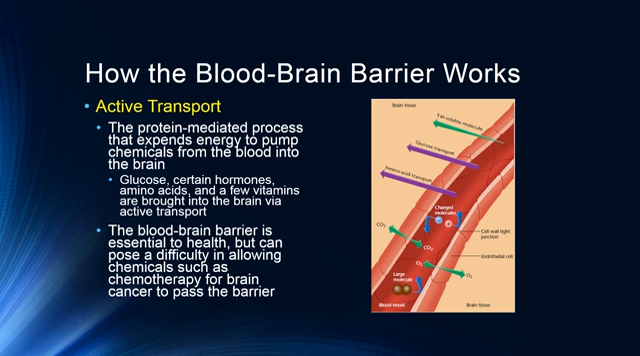 How the Blood-Brain Barrier Works
• Active Transport
• The protein-mediated process
that expends energy to pump
chemicals from the blood into
the brain
• Glucose, certain hormones,
amino acids, and a few vitamins
are brought into the brain via
active transport
• The blood-brain barrier is
essential to health, but can
pose a difficulty in allowing
chemicals such as
chemotherapy for brain
cancer to pass the barrier
Brain tissue
Fat-soluble molecule
Glucose transport
Amino-acid transport
Charged
molecules
CO₂
CO₂
Cell wall tight
junction
Endothelial cell
O₂
O₂
Large
molecule
Blood vessel
Brain tissue